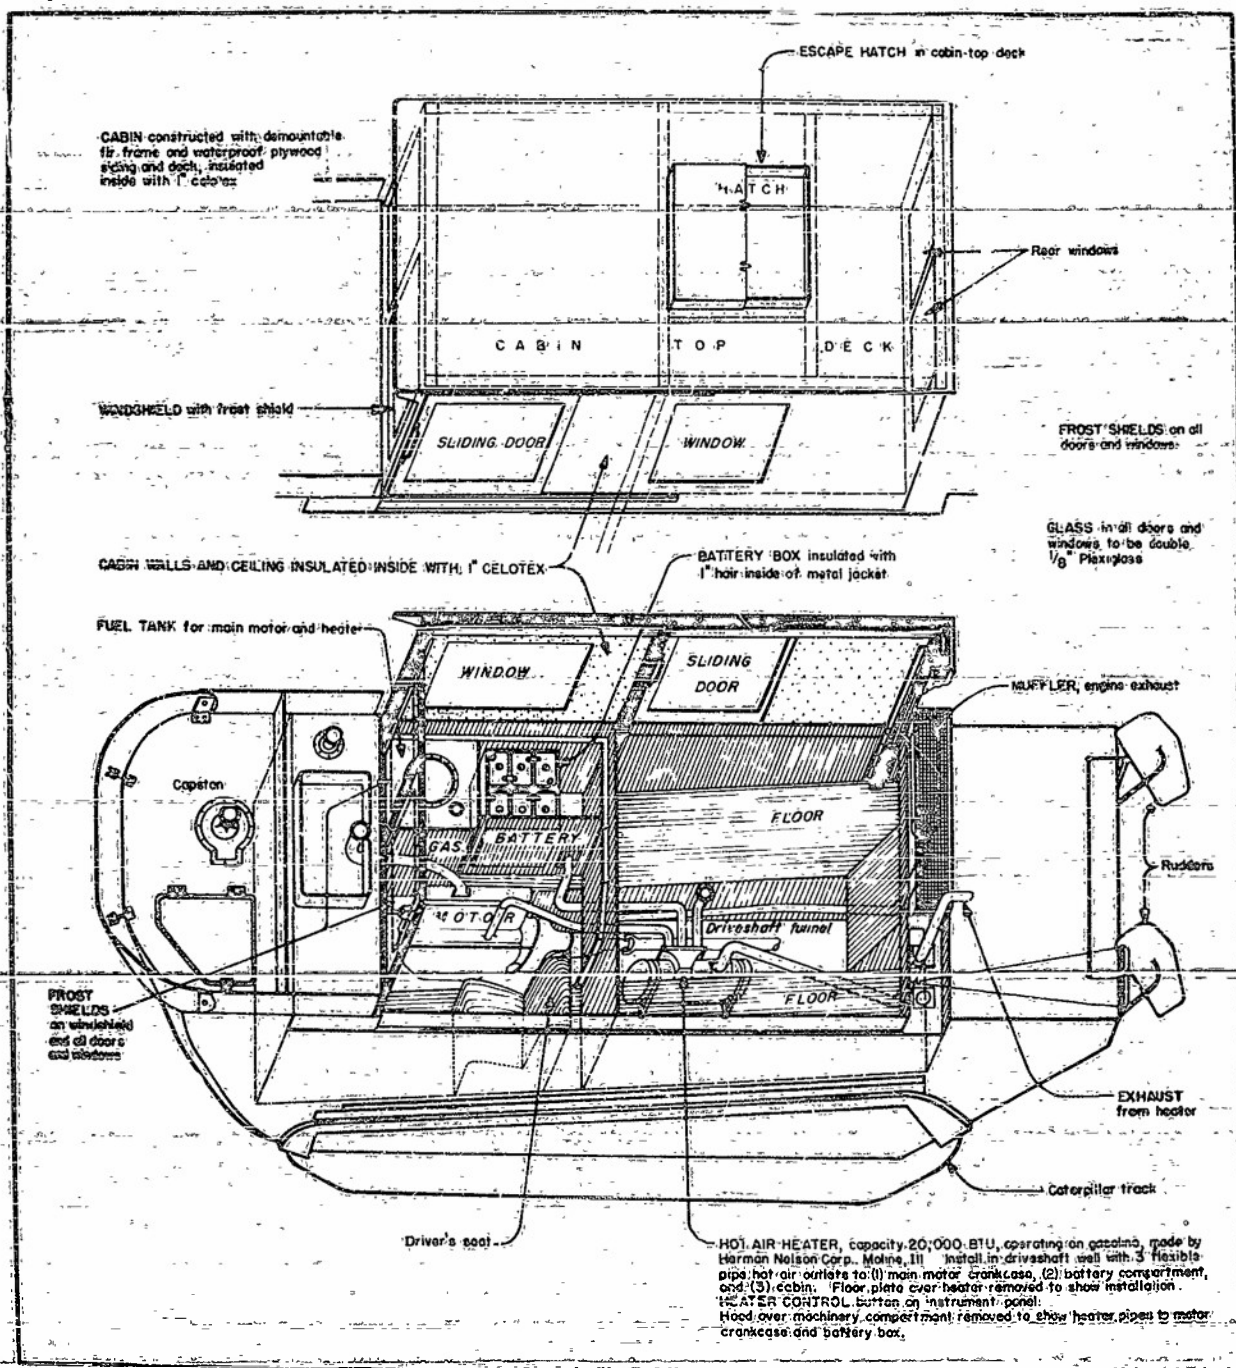 ESCAPE HATCH in cabin-top deck
CABIN constructed with demountable
fir frame and waterproof plywood
siding and deck; insulated
inside with 1" celotex
HATCH
Rear windows
CABIN TOP DECK
WINDSHIELD with frost shield
SLIDING DOOR
WINDOW
FROST SHIELDS on all
doors and windows
GLASS in all doors and
windows to be double
1/8" Plexiglass
CABIN WALLS AND CEILING INSULATED INSIDE WITH 1" CELOTEX
BATTERY BOX insulated with
1" hair inside of metal jacket
FUEL TANK for main motor and heater
WINDOW
SLIDING
DOOR
MUFFLER, engine exhaust
Capstan
FLOOR
GAS
BATTERY
Rudders
MOTOR
Driveshaft tunnel
FLOOR
FROST
SHIELDS
on windshield
and all doors
and windows
EXHAUST
from heater
Caterpillar track
Driver's seat
HOT AIR HEATER, capacity 20,000 BTU, operating on gasoline, made by
Herman Nelson Corp., Moline, Ill Install in driveshaft well with 3 flexible
pipe hot air outlets to (1) main motor crankcase, (2) battery compartment,
and (3) cabin. Floor plate over heater removed to show installation.
HEATER CONTROL button on instrument panel.
Hood over machinery compartment removed to show heater pipes to motor
crankcase and battery box.